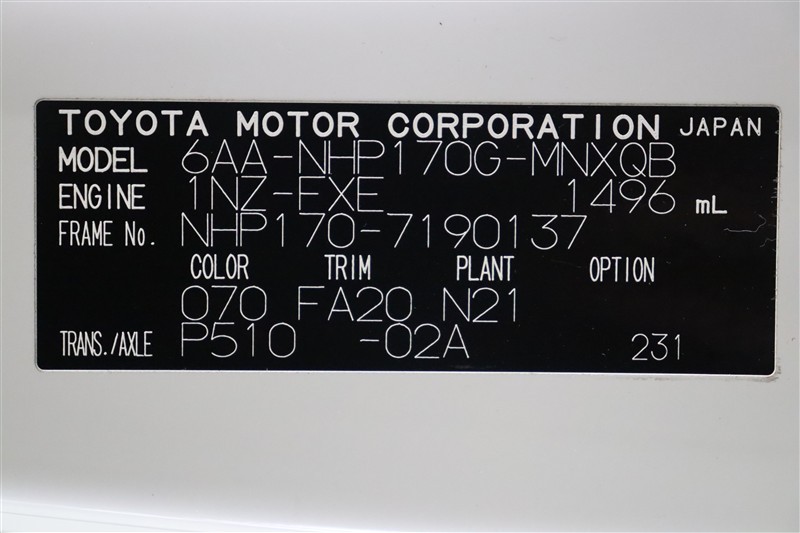 TOYOTA MOTOR CORPORATION JAPAN
MODEL 6AA-NHP170G-MNXQB
ENGINE 1NZ-FXE 1496 mL
FRAME No. NHP170-7190137
COLOR TRIM PLANT OPTION
070 FA20 N21
TRANS./AXLE P510 -02A 231